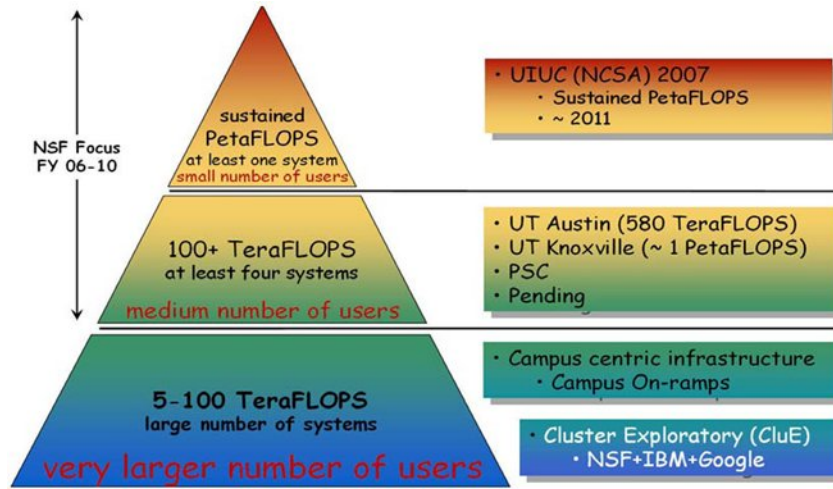 NSF Focus
FY 06-10
sustained
PetaFLOPS
at least one system
small number of users
• UIUC (NCSA) 2007
• Sustained PetaFLOPS
• ~ 2011
100+ TeraFLOPS
at least four systems
medium number of users
• UT Austin (580 TeraFLOPS)
• UT Knoxville (~ 1 PetaFLOPS)
• PSC
• Pending
5-100 TeraFLOPS
large number of systems
very larger number of users
• Campus centric infrastructure
• Campus On-ramps
• Cluster Exploratory (CluE)
• NSF+IBM+Google